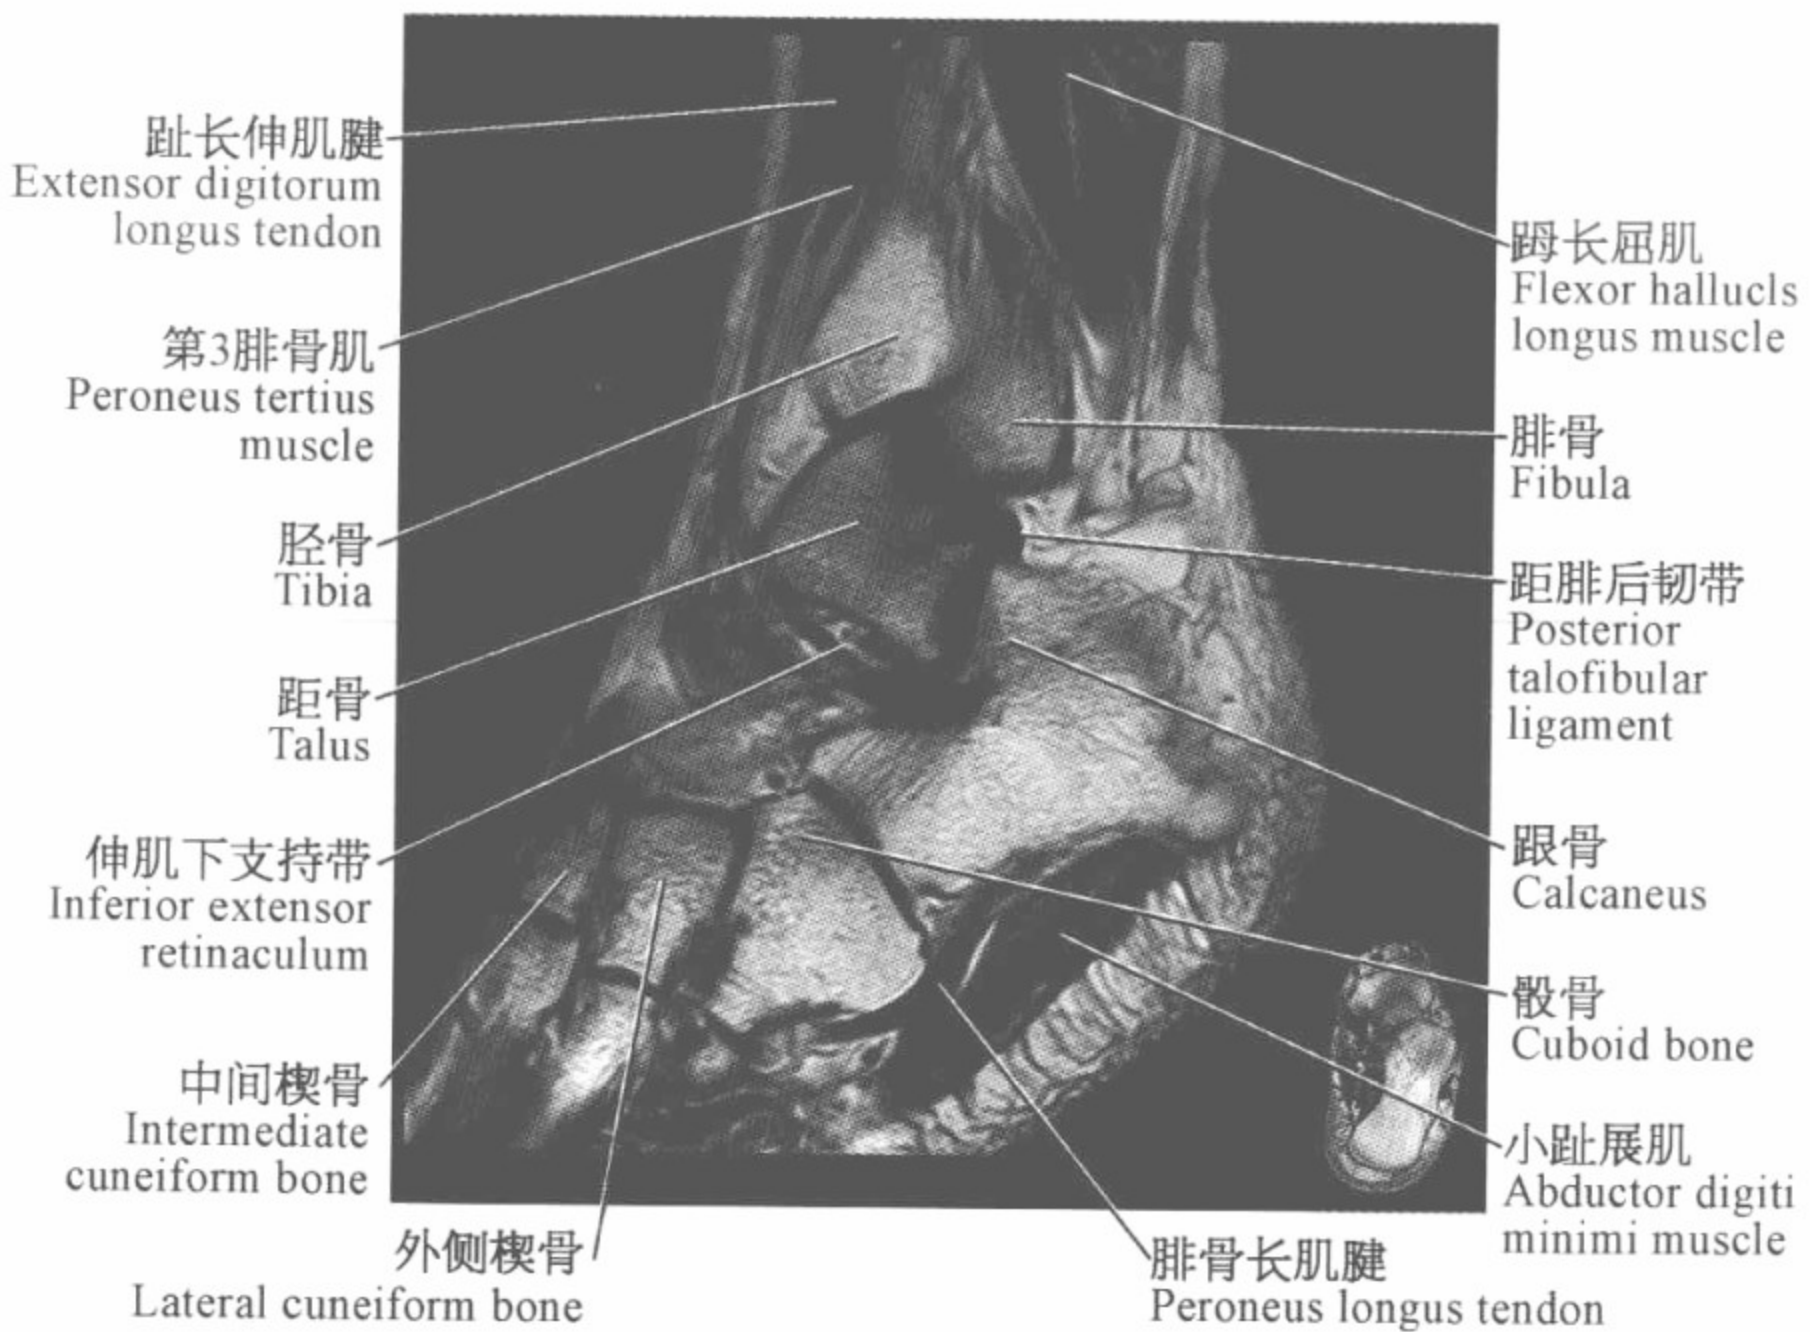 趾长伸肌腱
Extensor digitorum
longus tendon
第3腓骨肌
Peroneus tertius
muscle
胫骨
Tibia
距骨
Talus
伸肌下支持带
Inferior extensor
retinaculum
中间楔骨
Intermediate
cuneiform bone
外侧楔骨
Lateral cuneiform bone
𧿹长屈肌
Flexor hallucls
longus muscle
腓骨
Fibula
距腓后韧带
Posterior
talofibular
ligament
跟骨
Calcaneus
骰骨
Cuboid bone
小趾展肌
Abductor digiti
minimi muscle
腓骨长肌腱
Peroneus longus tendon